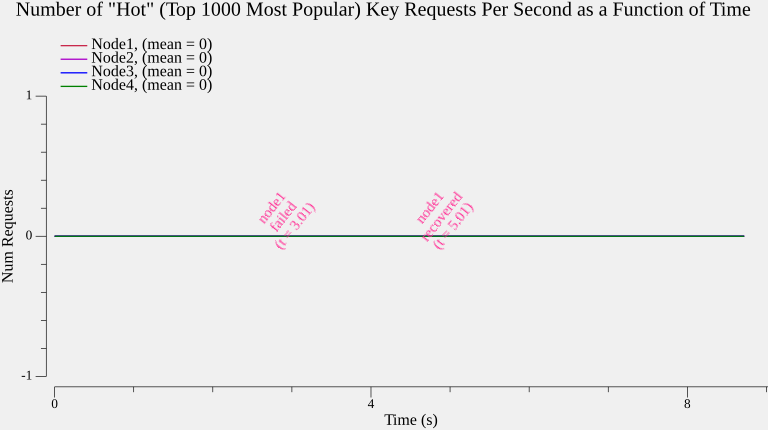 Number of "Hot" (Top 1000 Most Popular) Key Requests Per Second as a Function of Time
Node1, (mean = 0)
Node2, (mean = 0)
Node3, (mean = 0)
Node4, (mean = 0)
1
0
-1
Num Requests
node1
failed
(t = 3.01)
node1
recovered
(t = 5.01)
0
4
8
Time (s)